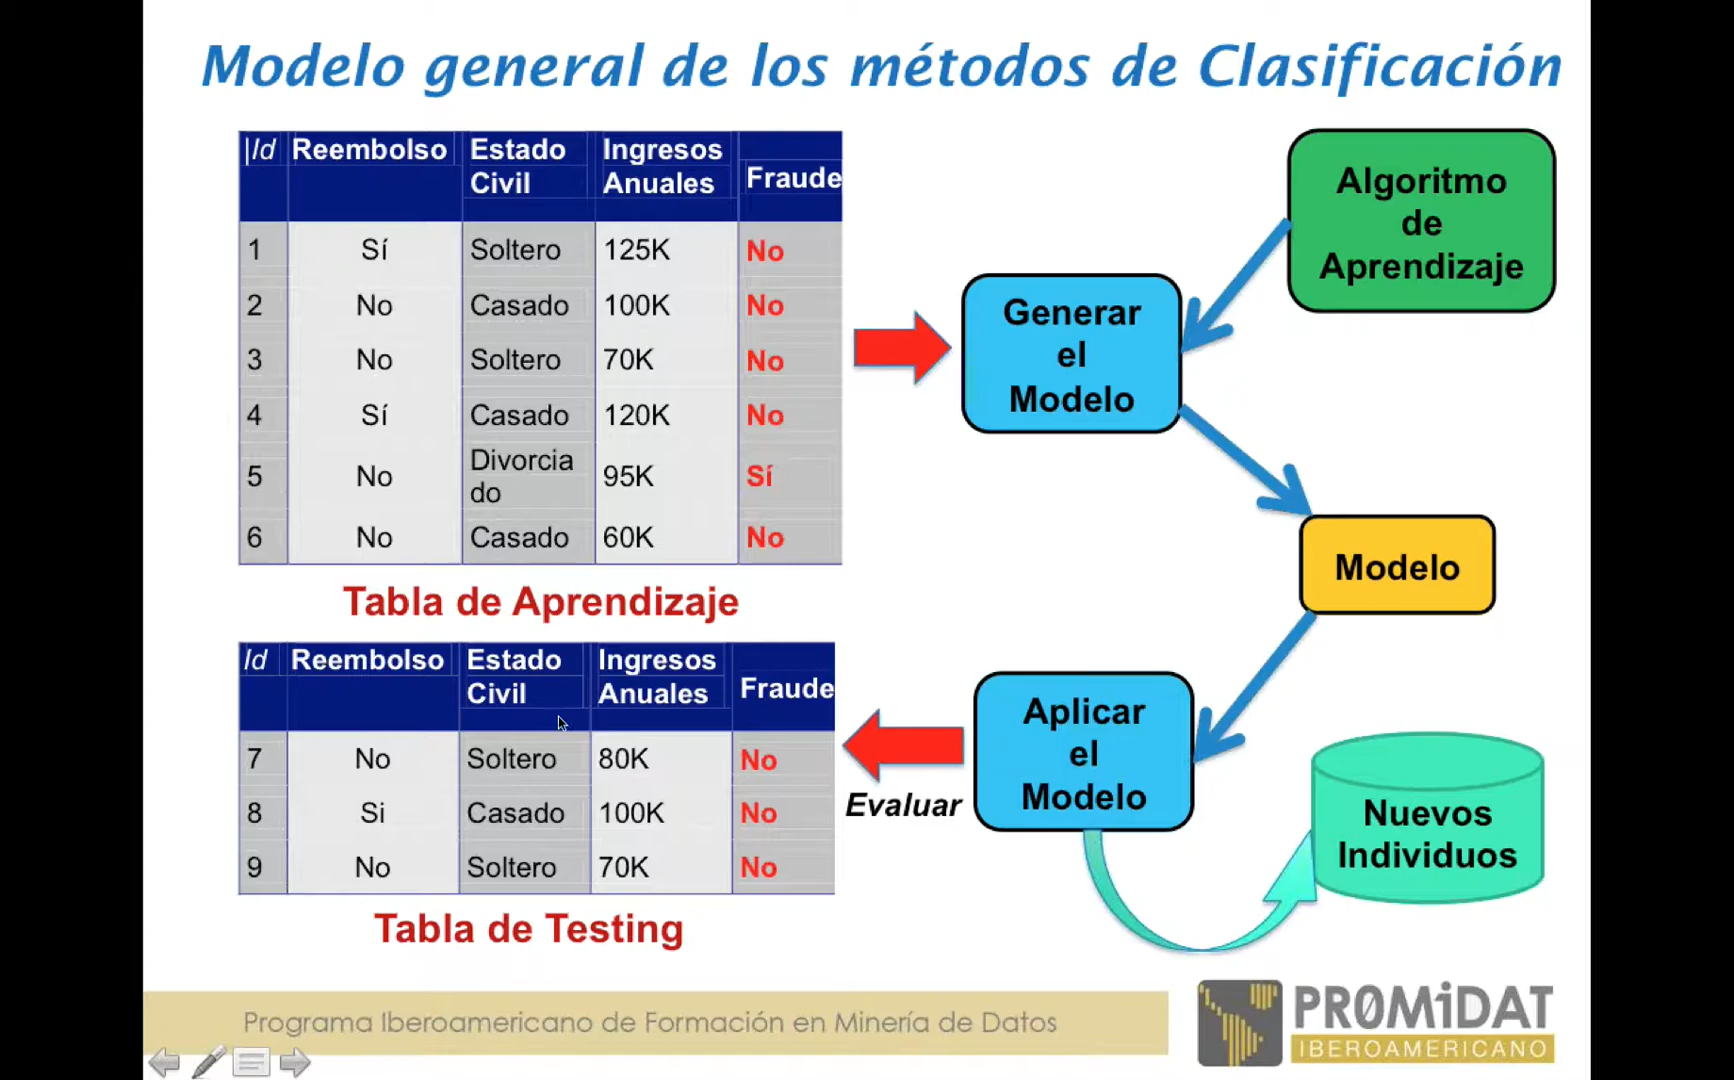 Modelo general de los métodos de Clasificación
Id Reembolso Estado Civil Ingresos Anuales Fraude
1 Sí Soltero 125K No
2 No Casado 100K No
3 No Soltero 70K No
4 Sí Casado 120K No
5 No Divorcia do 95K Sí
6 No Casado 60K No
Tabla de Aprendizaje
Id Reembolso Estado Civil Ingresos Anuales Fraude
7 No Soltero 80K No
8 Si Casado 100K No
9 No Soltero 70K No
Tabla de Testing
Algoritmo
de
Aprendizaje
Generar
el
Modelo
Modelo
Aplicar
el
Modelo
Evaluar
Nuevos
Individuos
Programa Iberoamericano de Formación en Minería de Datos
PR0MiDAT
IBEROAMERICANO